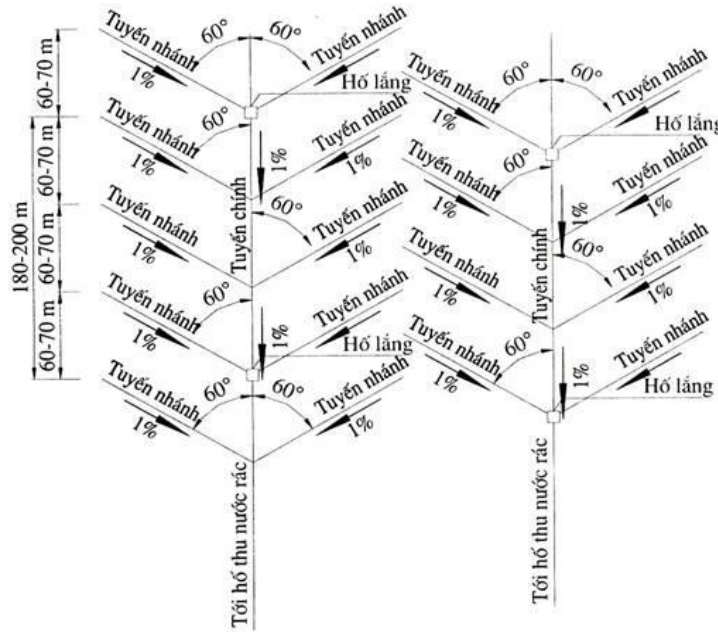 60-70 m
180-200 m
60-70 m
60-70 m
60-70 m
Tuyến nhánh
1%
60°
60°
Tuyến nhánh
Hố lắng
Tuyến nhánh
1%
60°
1%
Tuyến nhánh
1%
Tuyến chính
Tuyến nhánh
1%
60°
Tuyến nhánh
1%
Tuyến nhánh
1%
60°
1%
Tuyến nhánh
Hố lắng
Tuyến nhánh
1%
60°
60°
Tuyến nhánh
1%
Tới hố thu nước rác
Tuyến nhánh
1%
60°
60°
Tuyến nhánh
Hố lắng
Tuyến nhánh
1%
60°
1%
Tuyến nhánh
1%
Tuyến chính
Tuyến nhánh
1%
60°
Tuyến nhánh
1%
Tuyến nhánh
1%
60°
1%
Tuyến nhánh
Hố lắng
Tới hố thu nước rác